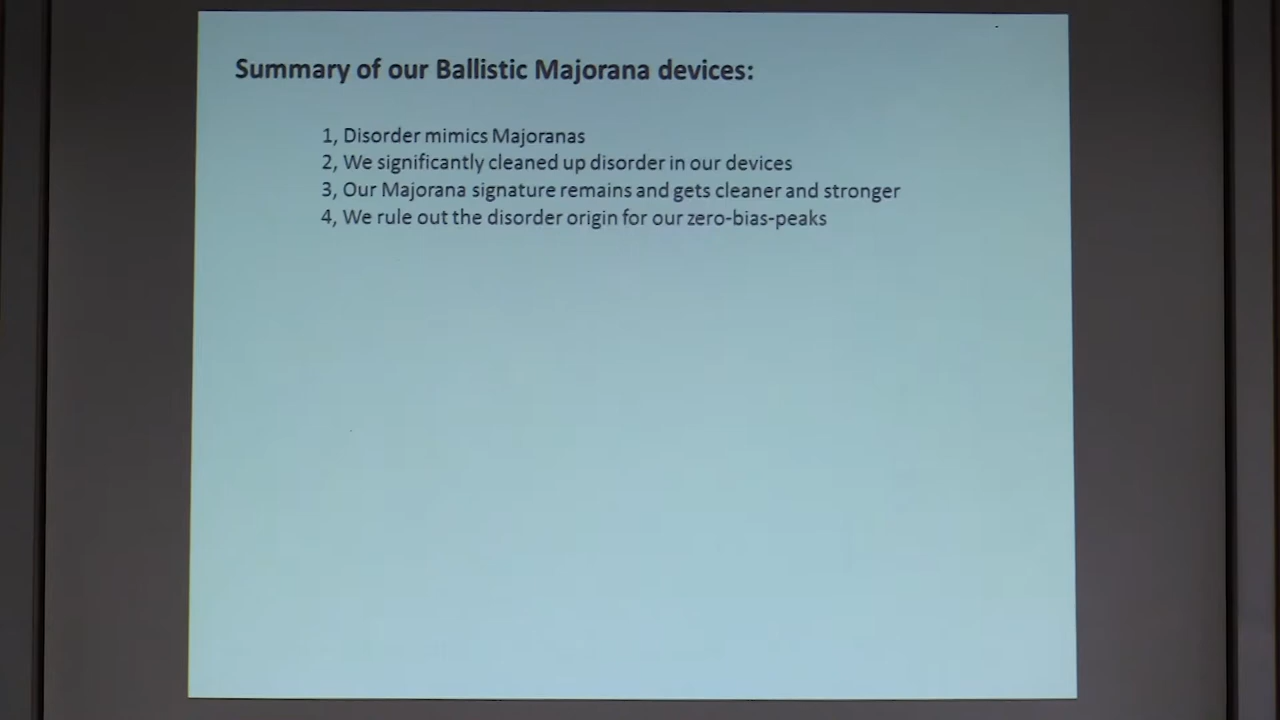 Summary of our Ballistic Majorana devices:
1, Disorder mimics Majoranas
2, We significantly cleaned up disorder in our devices
3, Our Majorana signature remains and gets cleaner and stronger
4, We rule out the disorder origin for our zero-bias-peaks